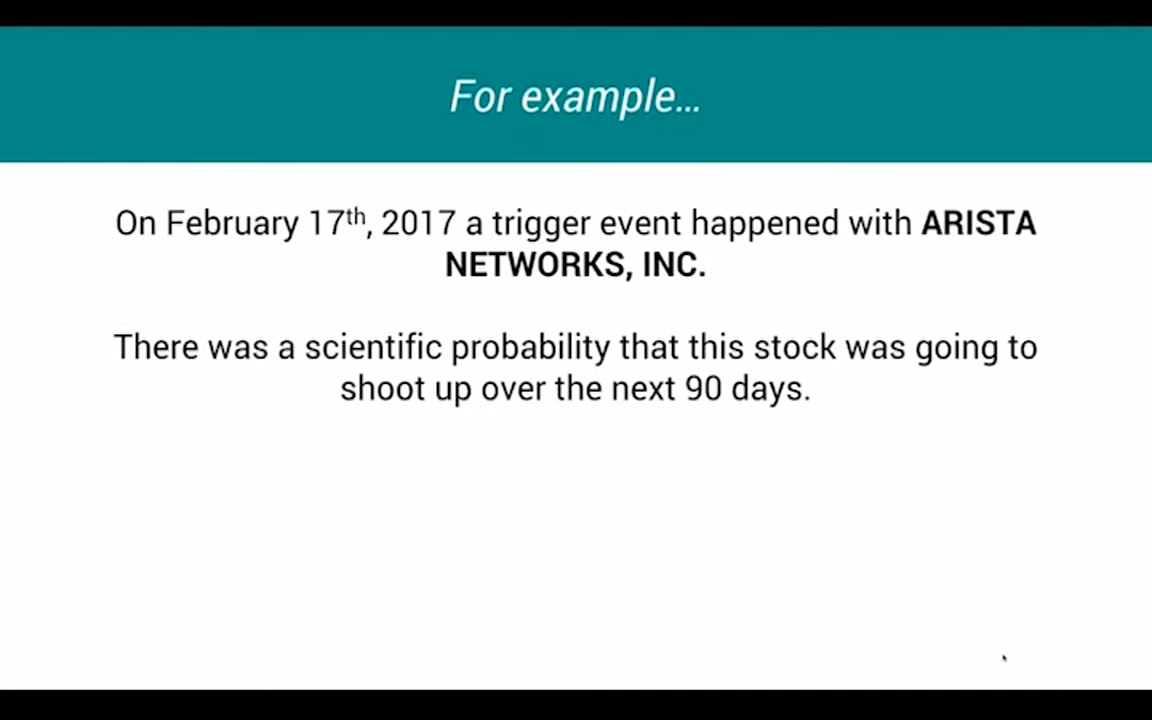 For example…
On February 17th, 2017 a trigger event happened with ARISTA
NETWORKS, INC.
There was a scientific probability that this stock was going to
shoot up over the next 90 days.